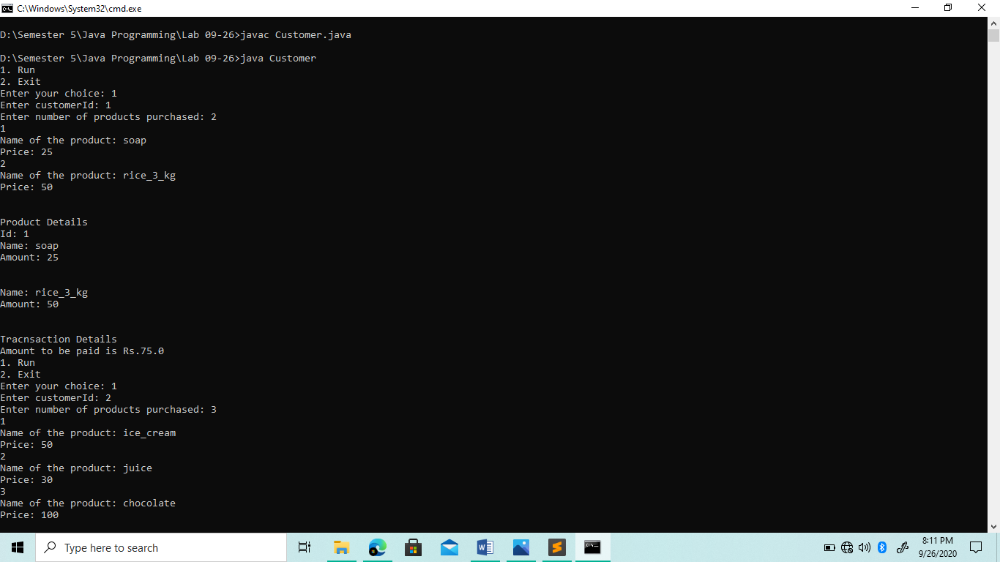 C:\Windows\System32\cmd.exe
D:\Semester 5\Java Programming\Lab 09-26>javac Customer.java
D:\Semester 5\Java Programming\Lab 09-26>java Customer
1. Run
2. Exit
Enter your choice: 1
Enter customerId: 1
Enter number of products purchased: 2
1
Name of the product: soap
Price: 25
2
Name of the product: rice_3_kg
Price: 50
Product Details
Id: 1
Name: soap
Amount: 25
Name: rice_3_kg
Amount: 50
Tracnsaction Details
Amount to be paid is Rs.75.0
1. Run
2. Exit
Enter your choice: 1
Enter customerId: 2
Enter number of products purchased: 3
1
Name of the product: ice_cream
Price: 50
2
Name of the product: juice
Price: 30
3
Name of the product: chocolate
Price: 100
Type here to search
8:11 PM
9/26/2020